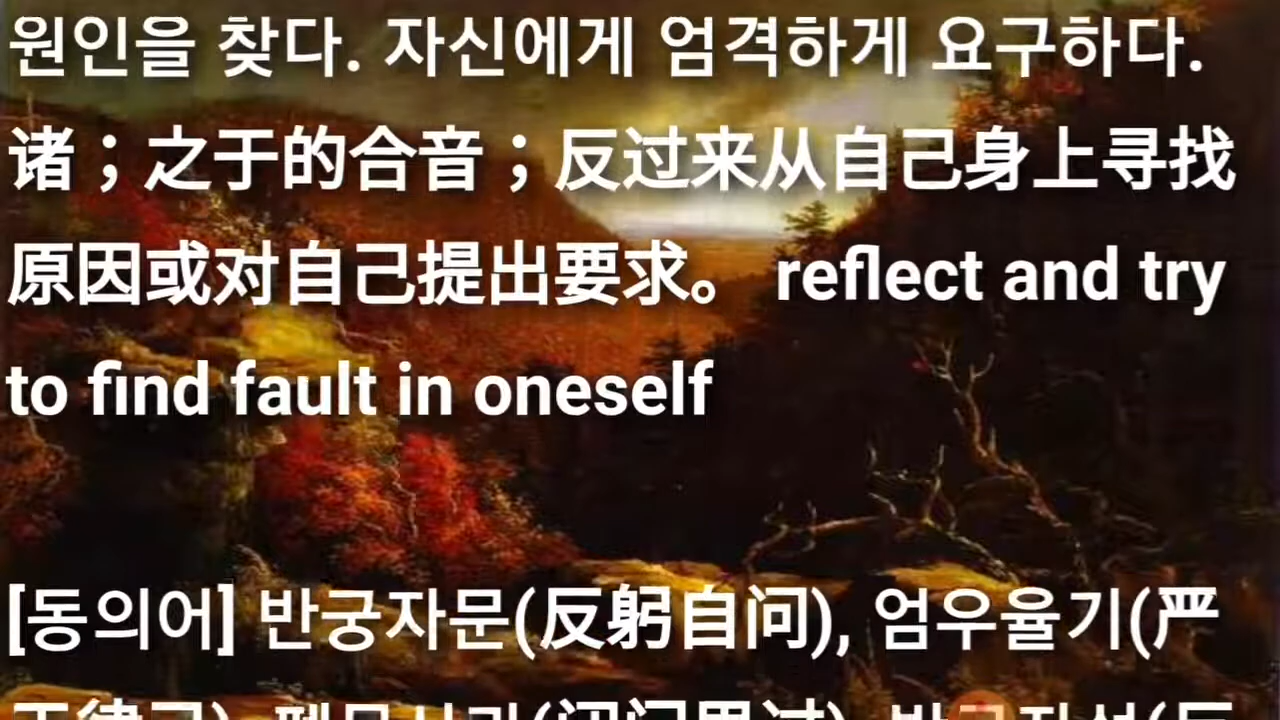 원인을 찾다. 자신에게 엄격하게 요구하다.
诸；之于的合音；反过来从自己身上寻找
原因或对自己提出要求。 reflect and try
to find fault in oneself
[동의어] 반궁자문(反躬自问), 엄우율기(严